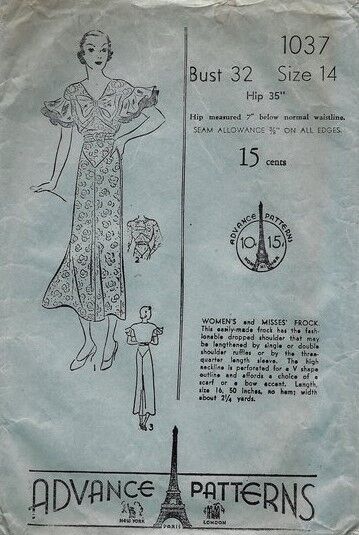 1037
Bust 32 Size 14
Hip 35"
Hip measured 7" below normal waistline.
SEAM ALLOWANCE ⅜" ON ALL EDGES.
15 cents
ADVANCE PATTERNS
10 15
WOMEN'S and MISSES' FROCK.
This easily-made frock has the fash-
ionable dropped shoulder that may
be lengthened by single or double
shoulder ruffles or by the three-
quarter length sleeve. The high
neckline is perforated for a V shape
outline and affords a choice of a
scarf or a bow accent. Length,
size 16, 50 inches, no hem; width
about 2¼ yards.
1
3
ADVANCE PATTERNS
NEW YORK
PARIS
LONDON